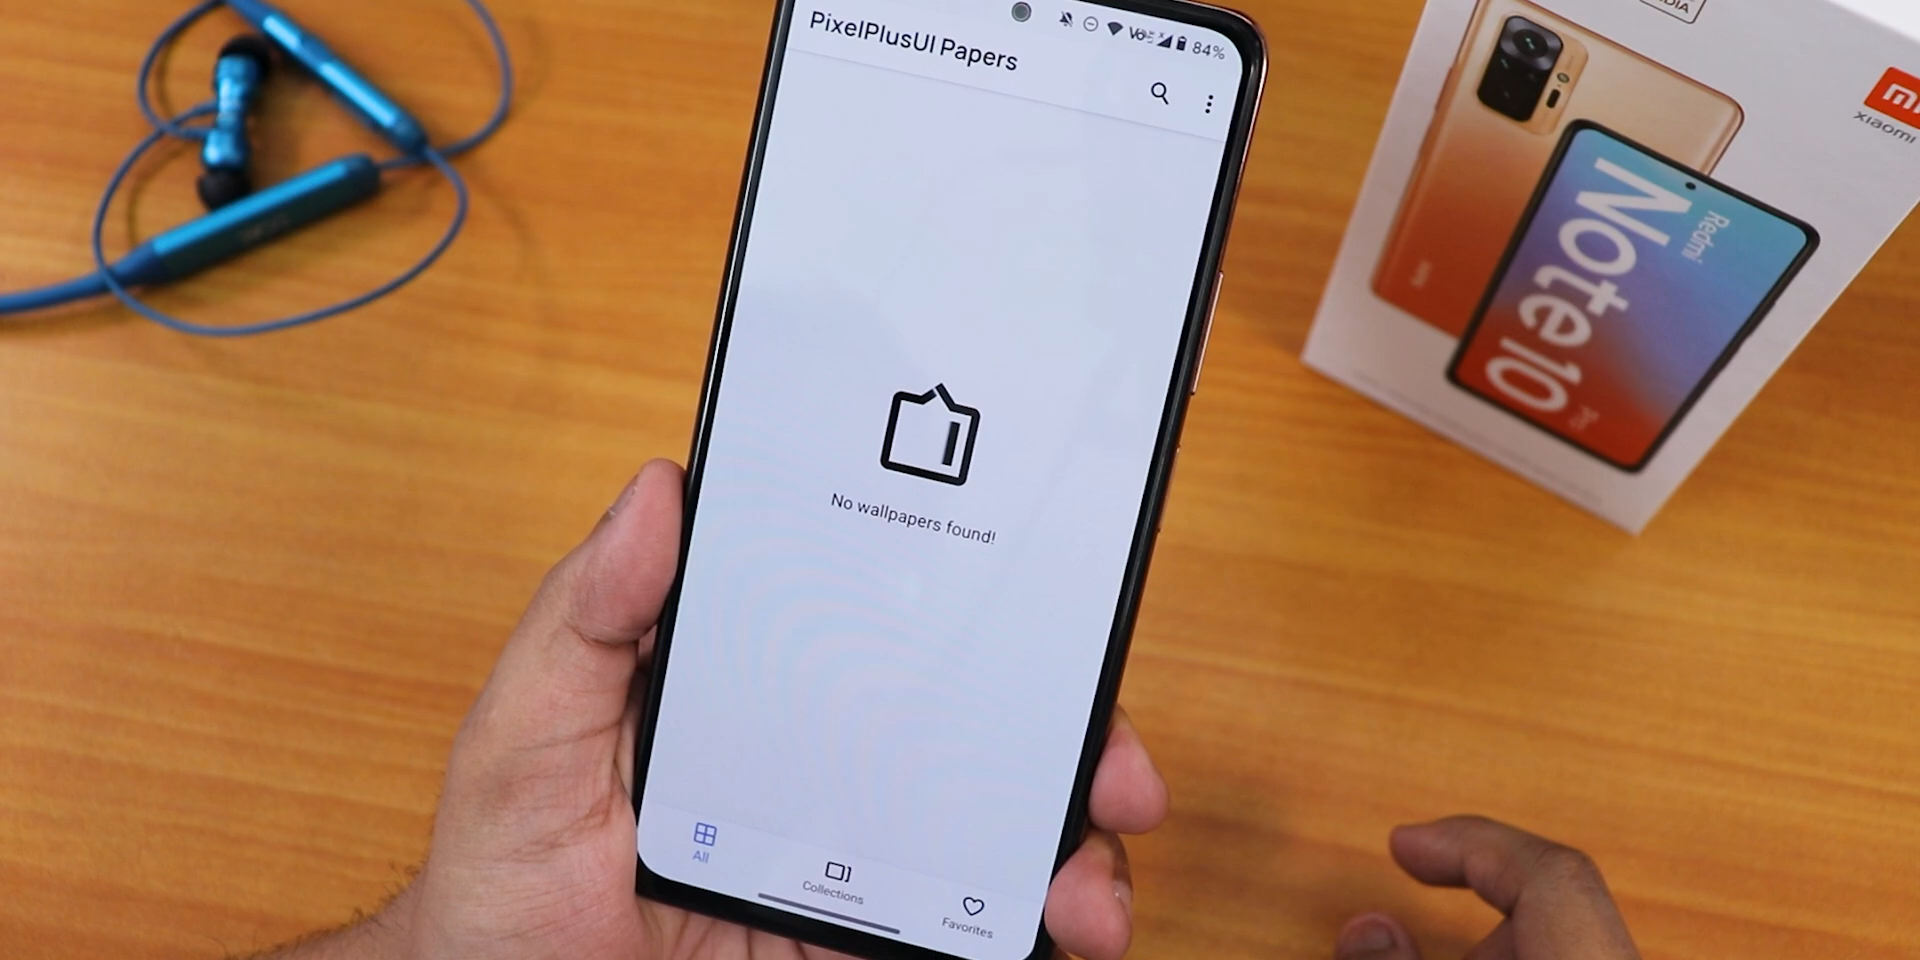 PixelPlusUI Papers
84%
No wallpapers found!
All
Collections
Favorites
xiaomi
Redmi
Note 10